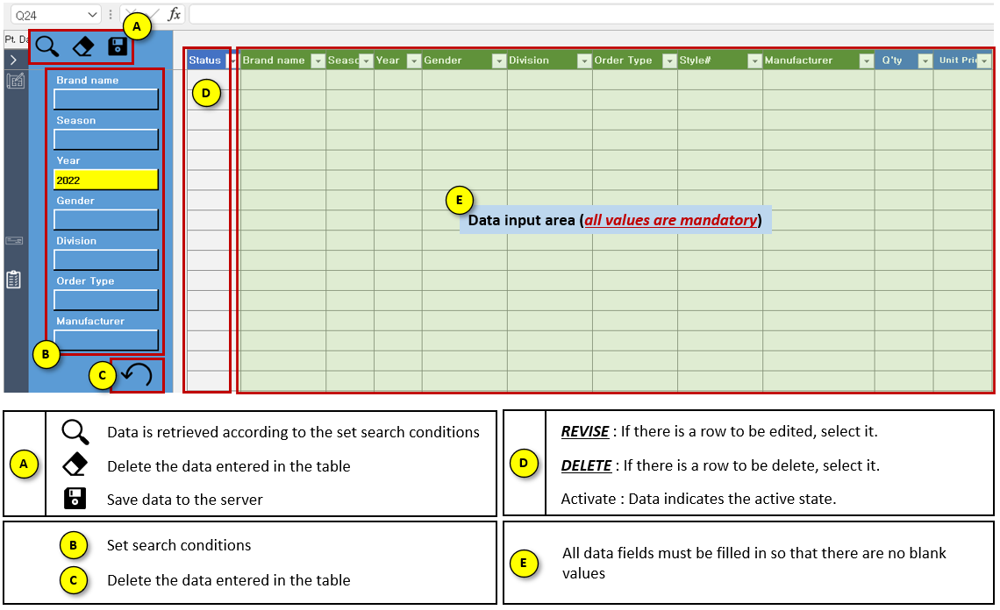 Q24
fx
A
Pt. Da
Status
Brand name
Seasc
Year
Gender
Division
Order Type
Style#
Manufacturer
Q'ty
Unit Pric
Brand name
Season
Year
2022
Gender
Division
Order Type
Manufacturer
B
C
D
E
Data input area (all values are mandatory)
A
Data is retrieved according to the set search conditions
Delete the data entered in the table
Save data to the server
D
REVISE : If there is a row to be edited, select it.
DELETE : If there is a row to be delete, select it.
Activate : Data indicates the active state.
B
Set search conditions
C
Delete the data entered in the table
E
All data fields must be filled in so that there are no blank
values